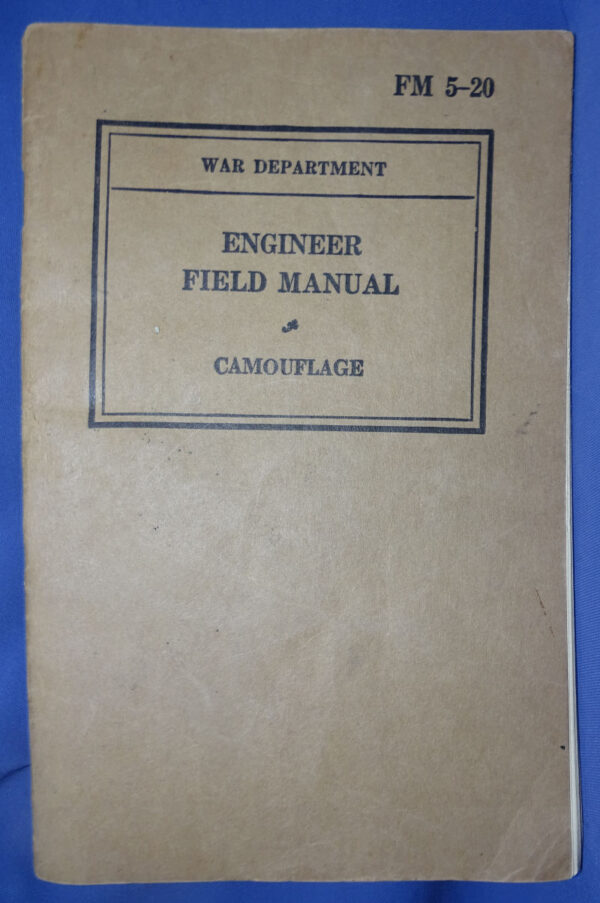 FM 5–20
WAR DEPARTMENT
ENGINEER
FIELD MANUAL
CAMOUFLAGE